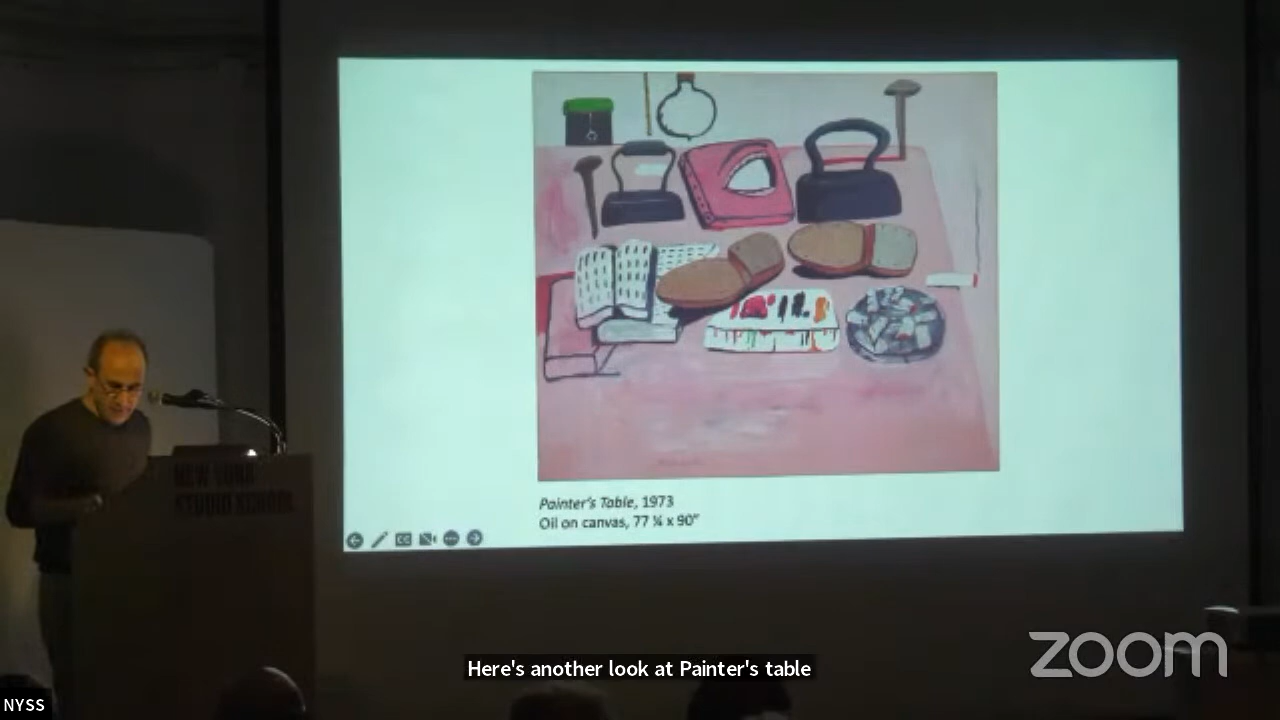 NEW YORK
STUDIO SCHOOL
Painter's Table, 1973
Oil on canvas, 77 ¼ x 90"
Here's another look at Painter's table
zoom
NYSS